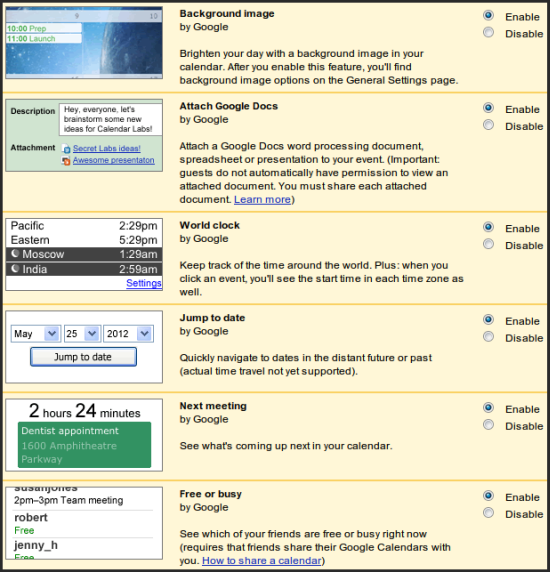 9 10
10:00 Prep
11:00 Launch
Background image
by Google
Brighten your day with a background image in your
calendar. After you enable this feature, you'll find
background image options on the General Settings page.
Enable
Disable
Description
Hey, everyone, let's
brainstorm some new
ideas for Calendar Labs!
Attachment
Secret Labs ideas!
Awesome presentaton
Attach Google Docs
by Google
Attach a Google Docs word processing document,
spreadsheet or presentation to your event. (Important:
guests do not automatically have permission to view an
attached document. You must share each attached
document. Learn more)
Enable
Disable
Pacific 2:29pm
Eastern 5:29pm
Moscow 1:29am
India 2:59am
Settings
World clock
by Google
Keep track of the time around the world. Plus: when you
click an event, you'll see the start time in each time zone as
well.
Enable
Disable
May 25 2012
Jump to date
Jump to date
by Google
Quickly navigate to dates in the distant future or past
(actual time travel not yet supported).
Enable
Disable
2 hours 24 minutes
Dentist appointment
1600 Amphitheatre
Parkway
Next meeting
by Google
See what's coming up next in your calendar.
Enable
Disable
susanjones
2pm–3pm Team meeting
robert
Free
jenny_h
Free
Free or busy
by Google
See which of your friends are free or busy right now
(requires that friends share their Google Calendars with
you. How to share a calendar)
Enable
Disable